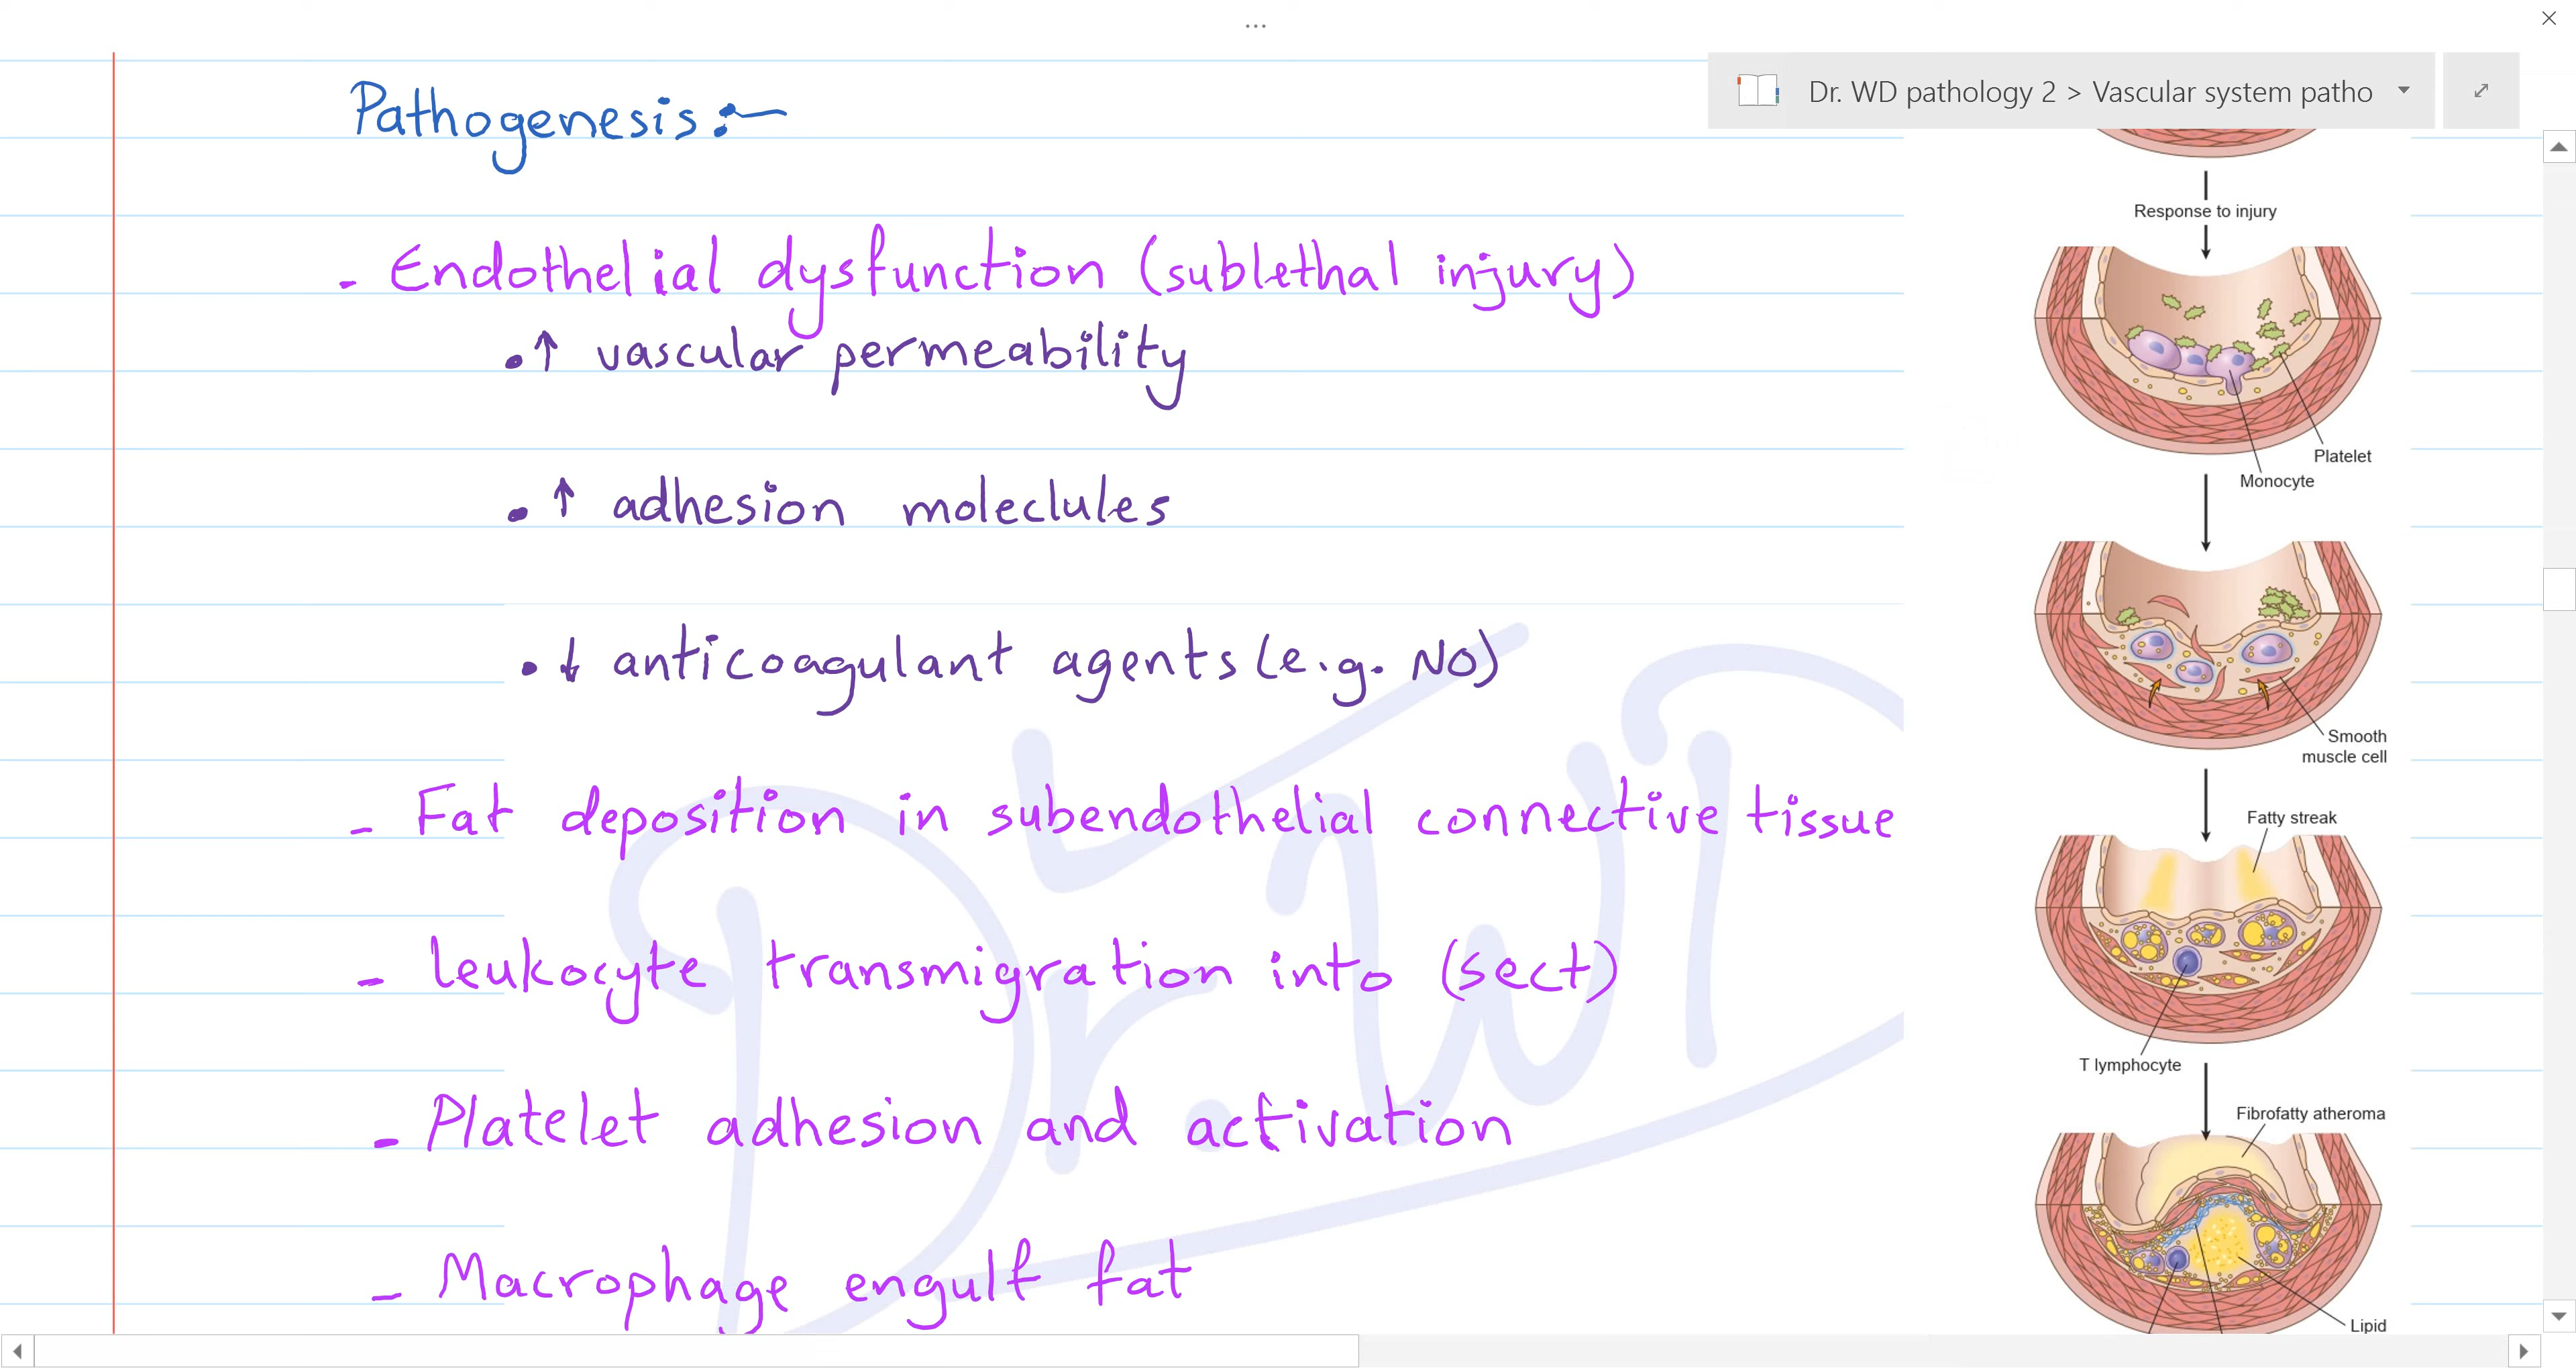 ...
Dr. WD pathology 2 > Vascular system patho
Pathogenesis :-
- Endothelial dysfunction (sublethal injury)
• ↑ vascular permeability
• ↑ adhesion moleclules
• ↓ anticoagulant agents (e.g. NO)
- Fat deposition in subendothelial connective tissue
- leukocyte transmigration into (sect)
- Platelet adhesion and activation
- Macrophage engulf fat
Response to injury
Platelet
Monocyte
Smooth
muscle cell
Fatty streak
T lymphocyte
Fibrofatty atheroma
Lipid
Dr. WD